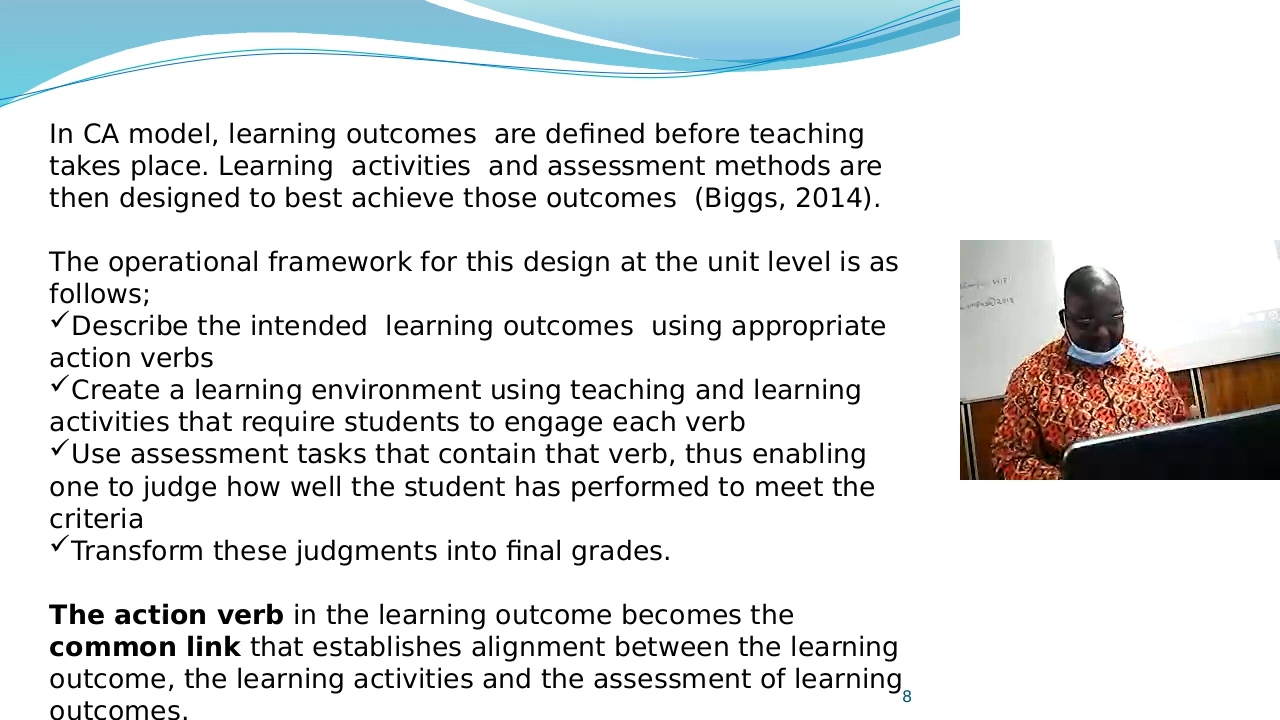 In CA model, learning outcomes  are defined before teaching
takes place. Learning  activities  and assessment methods are
then designed to best achieve those outcomes  (Biggs, 2014).
The operational framework for this design at the unit level is as
follows;
✓Describe the intended  learning outcomes  using appropriate
action verbs
✓Create a learning environment using teaching and learning
activities that require students to engage each verb
✓Use assessment tasks that contain that verb, thus enabling
one to judge how well the student has performed to meet the
criteria
✓Transform these judgments into final grades.
The action verb in the learning outcome becomes the
common link that establishes alignment between the learning
outcome, the learning activities and the assessment of learning
outcomes.
8